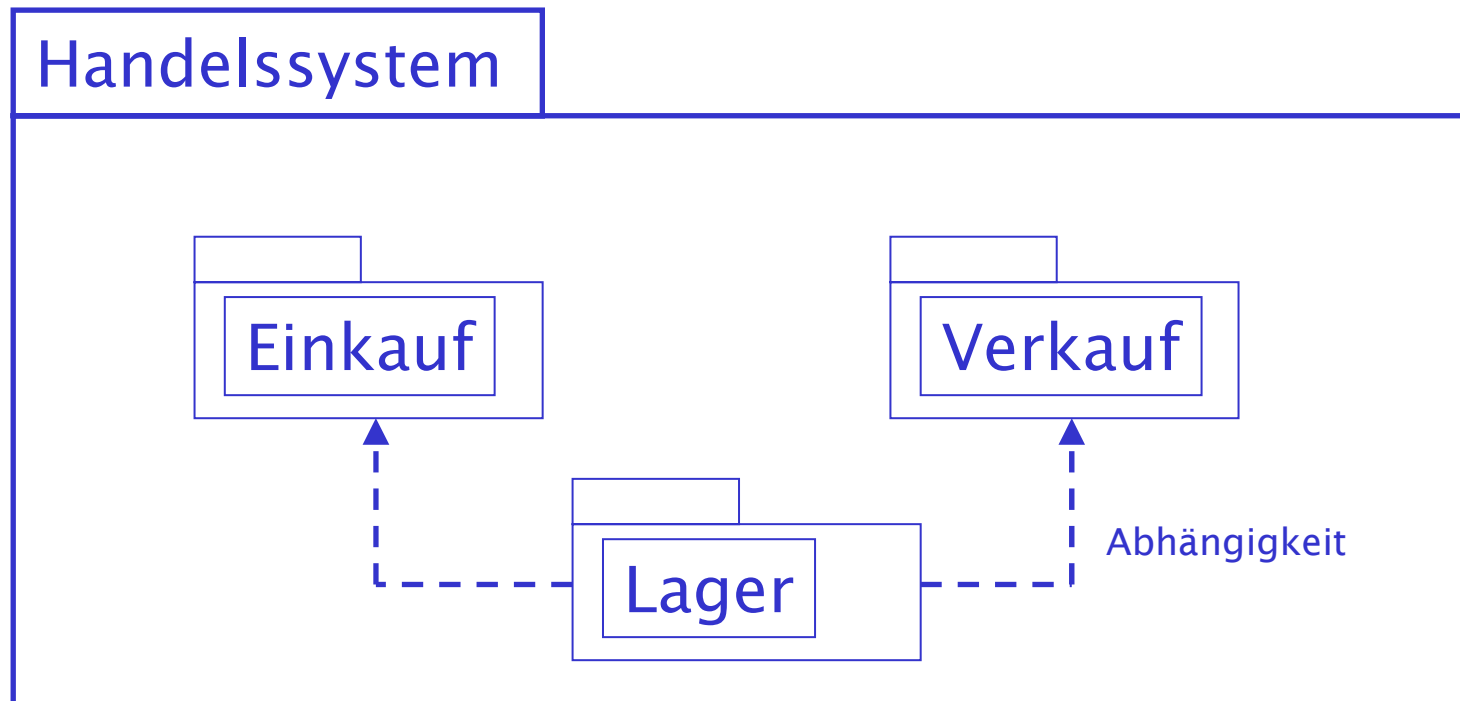 Handelssystem
Einkauf
Verkauf
Abhängigkeit
Lager